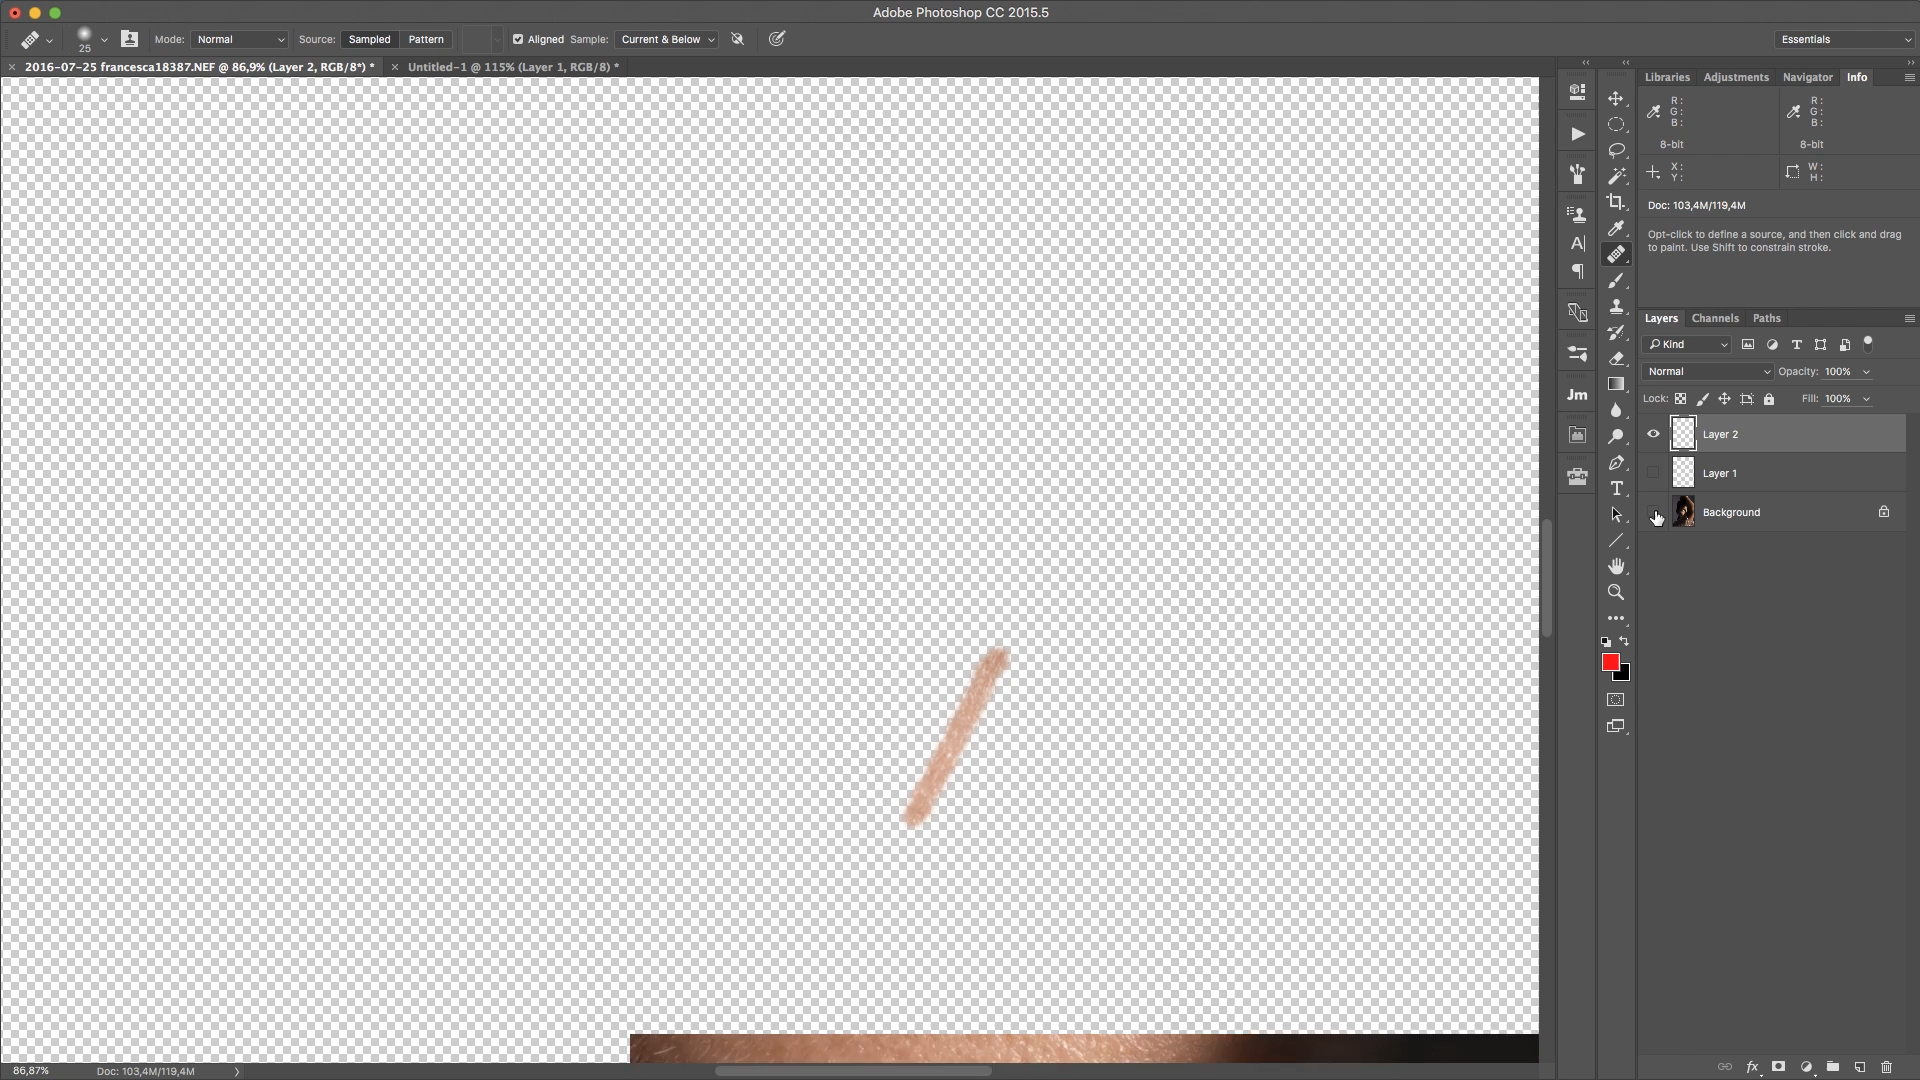 Adobe Photoshop CC 2015.5
25
Mode: Normal Source: Sampled Pattern Aligned Sample: Current & Below
Essentials
2016-07-25 francesca18387.NEF @ 86,9% (Layer 2, RGB/8*) *
Untitled-1 @ 115% (Layer 1, RGB/8) *
Libraries Adjustments Navigator Info
R: R:
G: G:
B: B:
8-bit 8-bit
X: W:
Y: H:
Doc: 103,4M/119,4M
Opt-click to define a source, and then click and drag
to paint. Use Shift to constrain stroke.
Layers Channels Paths
Kind
Normal Opacity: 100%
Lock: Fill: 100%
Layer 2
Layer 1
Background
Jm
86,87% Doc: 103,4M/119,4M